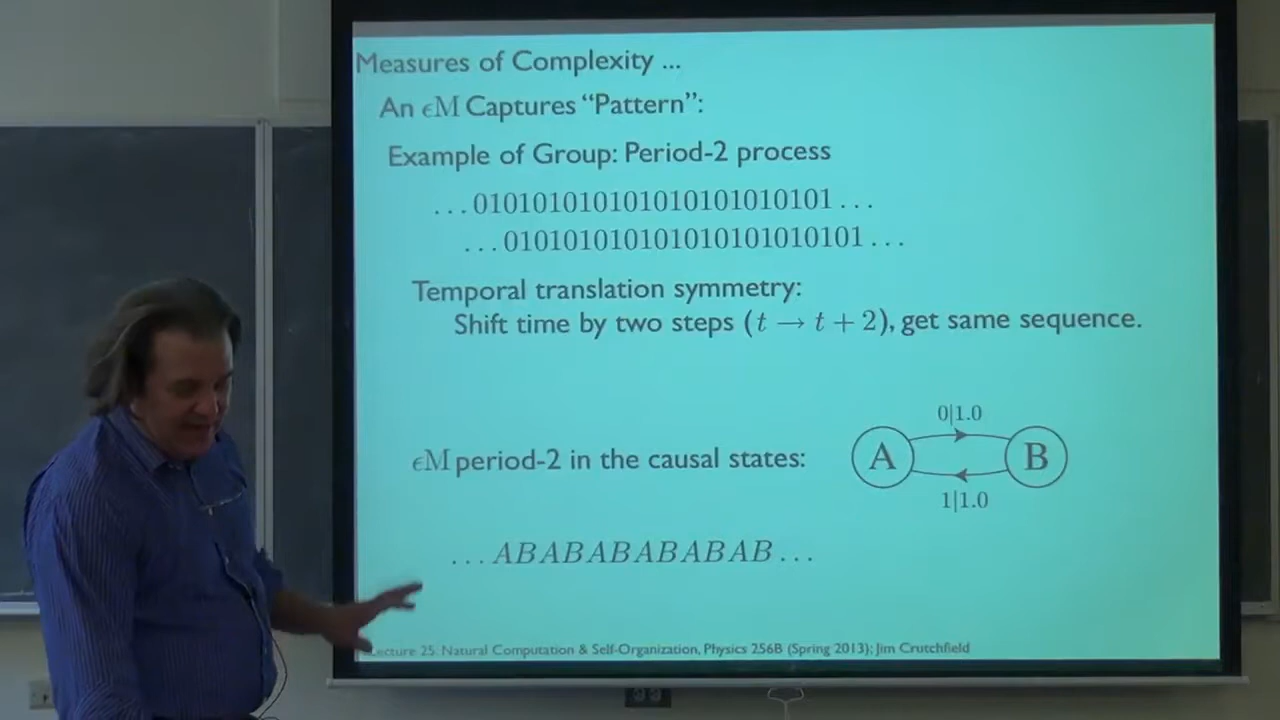 Measures of Complexity ...
An ϵM Captures “Pattern”:
Example of Group: Period-2 process
...010101010101010101010101...
...010101010101010101010101...
Temporal translation symmetry:
Shift time by two steps (t → t + 2), get same sequence.
0|1.0
ϵM period-2 in the causal states:
A
B
1|1.0
...ABABABABABAB...
Lecture 25. Natural Computation & Self-Organization, Physics 256B (Spring 2013); Jim Crutchfield